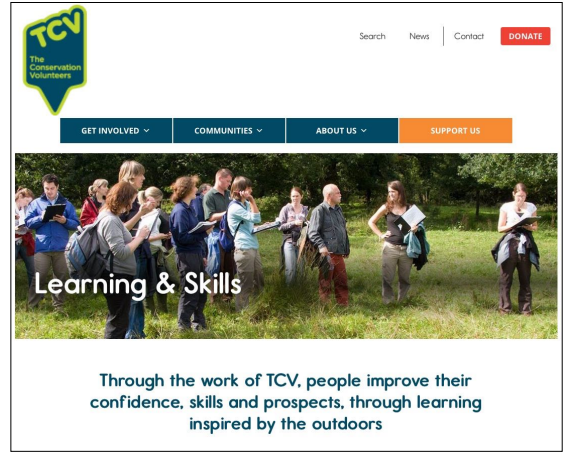 TCV
The
Conservation
Volunteers
Search News Contact DONATE
GET INVOLVED COMMUNITIES ABOUT US SUPPORT US
Learning & Skills
Through the work of TCV, people improve their
confidence, skills and prospects, through learning
inspired by the outdoors